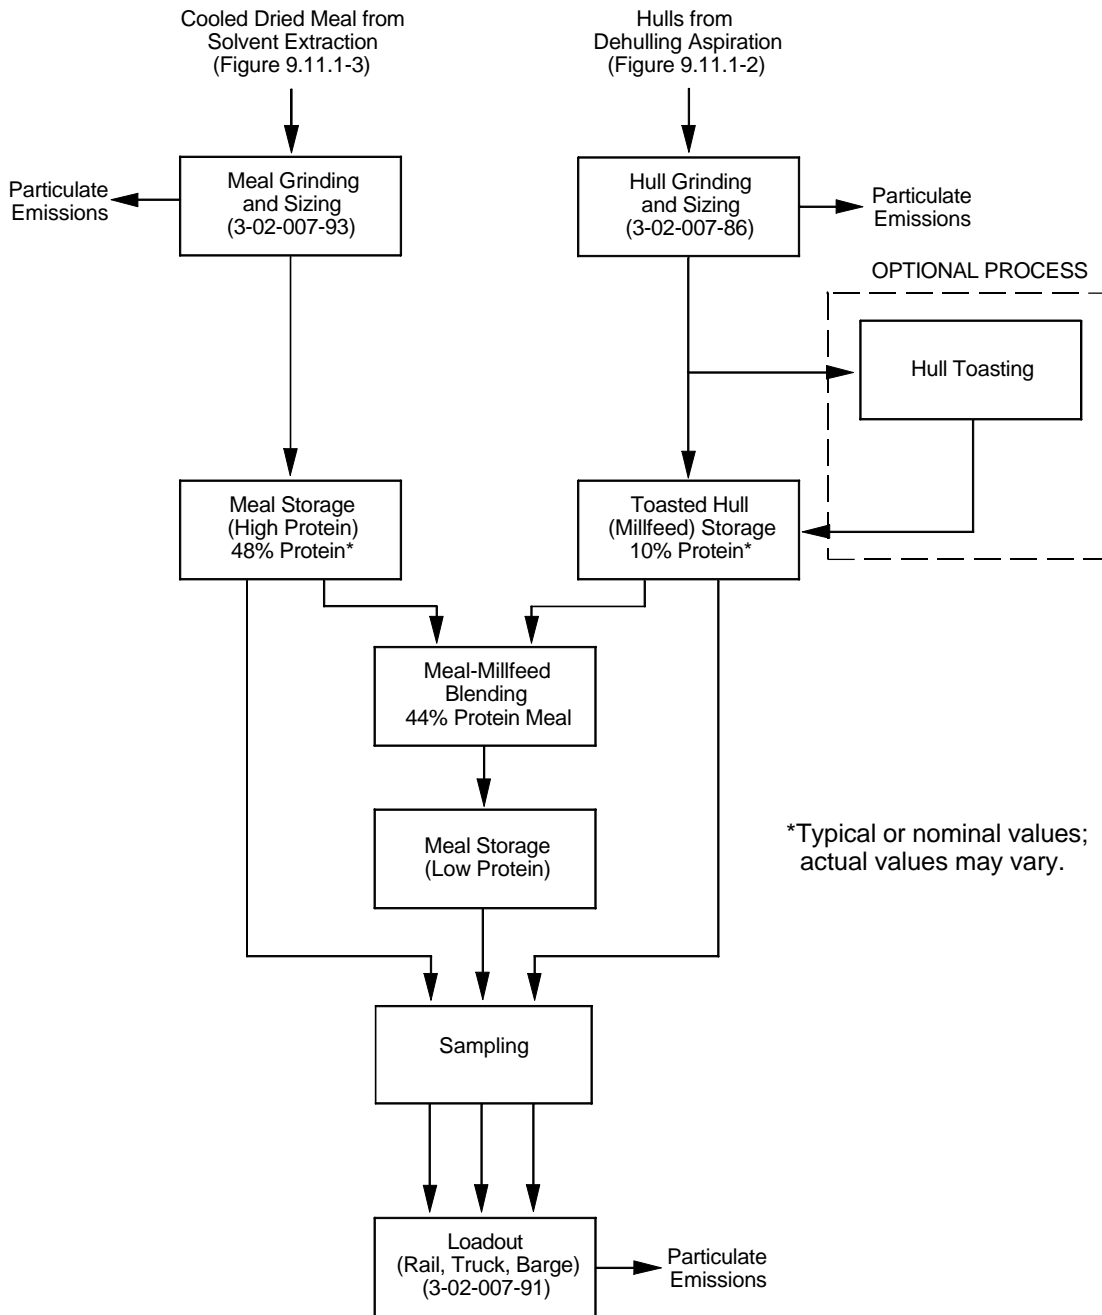 Cooled Dried Meal from
Solvent Extraction
(Figure 9.11.1-3)
Hulls from
Dehulling Aspiration
(Figure 9.11.1-2)
Particulate
Emissions
Meal Grinding
and Sizing
(3-02-007-93)
Hull Grinding
and Sizing
(3-02-007-86)
Particulate
Emissions
OPTIONAL PROCESS
Hull Toasting
Meal Storage
(High Protein)
48% Protein*
Toasted Hull
(Millfeed) Storage
10% Protein*
Meal-Millfeed
Blending
44% Protein Meal
Meal Storage
(Low Protein)
*Typical or nominal values;
actual values may vary.
Sampling
Loadout
(Rail, Truck, Barge)
(3-02-007-91)
Particulate
Emissions